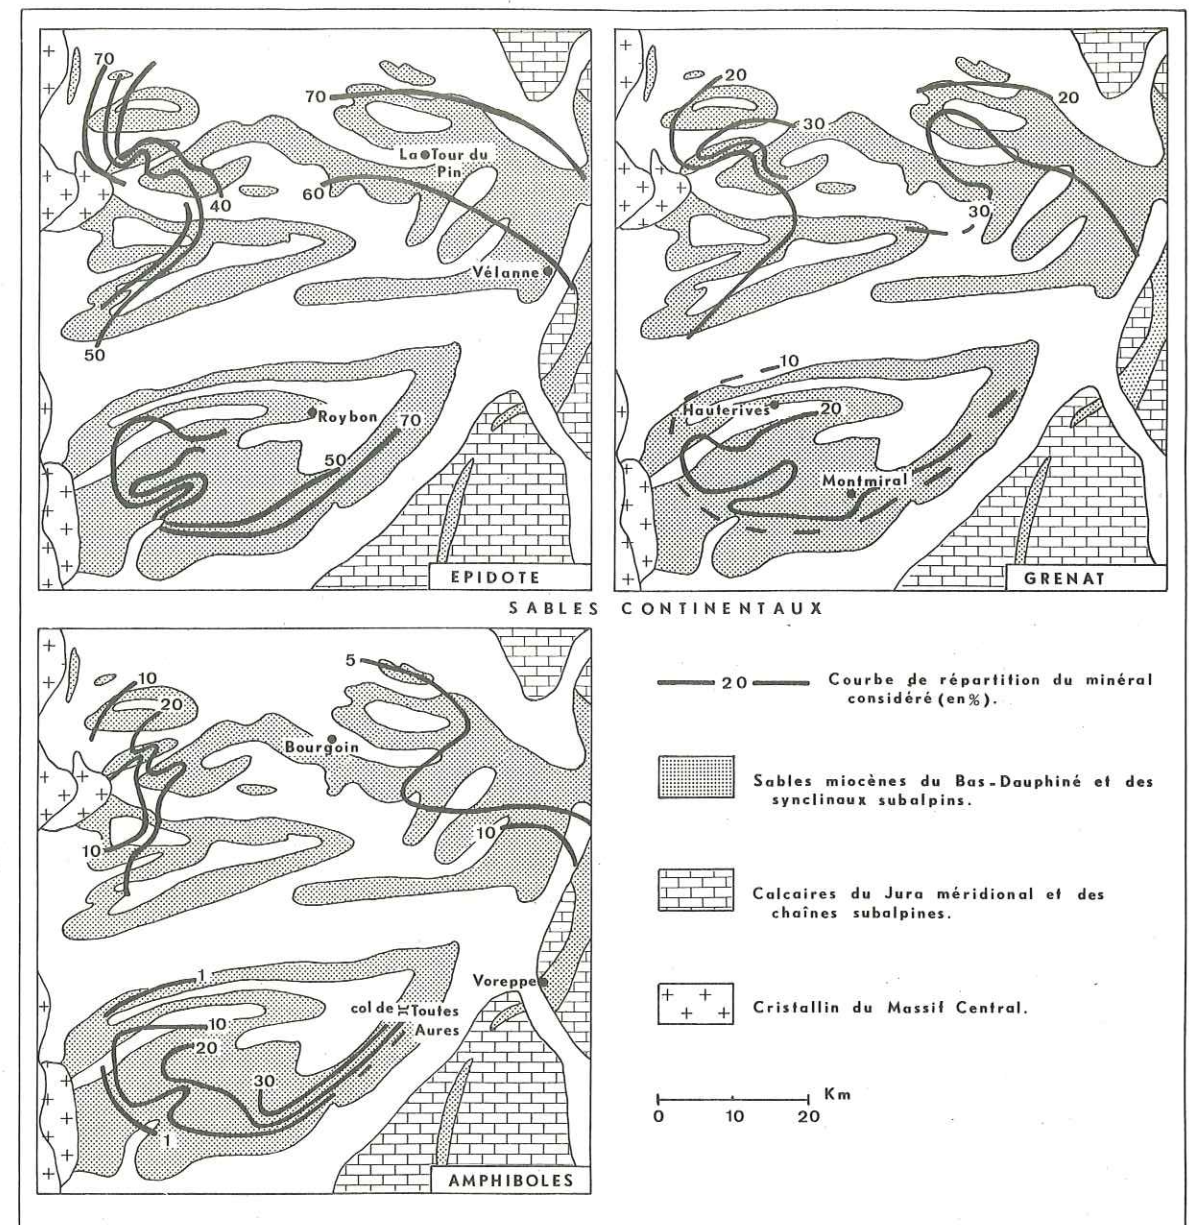 70
70
La Tour du
Pin
60
40
Vélanne
50
Roybon
70
50
EPIDOTE
20
20
30
30
10
Hauterives
20
Montmiral
GRENAT
SABLES CONTINENTAUX
5
10
20
Bourgoin
10
10
1
Voreppe
col de Toutes
Aures
10
20
30
1
AMPHIBOLES
20 Courbe de répartition du minéral
considéré (en %).
Sables miocènes du Bas-Dauphiné et des
synclinaux subalpins.
Calcaires du Jura méridional et des
chaînes subalpines.
Cristallin du Massif Central.
Km
0 10 20